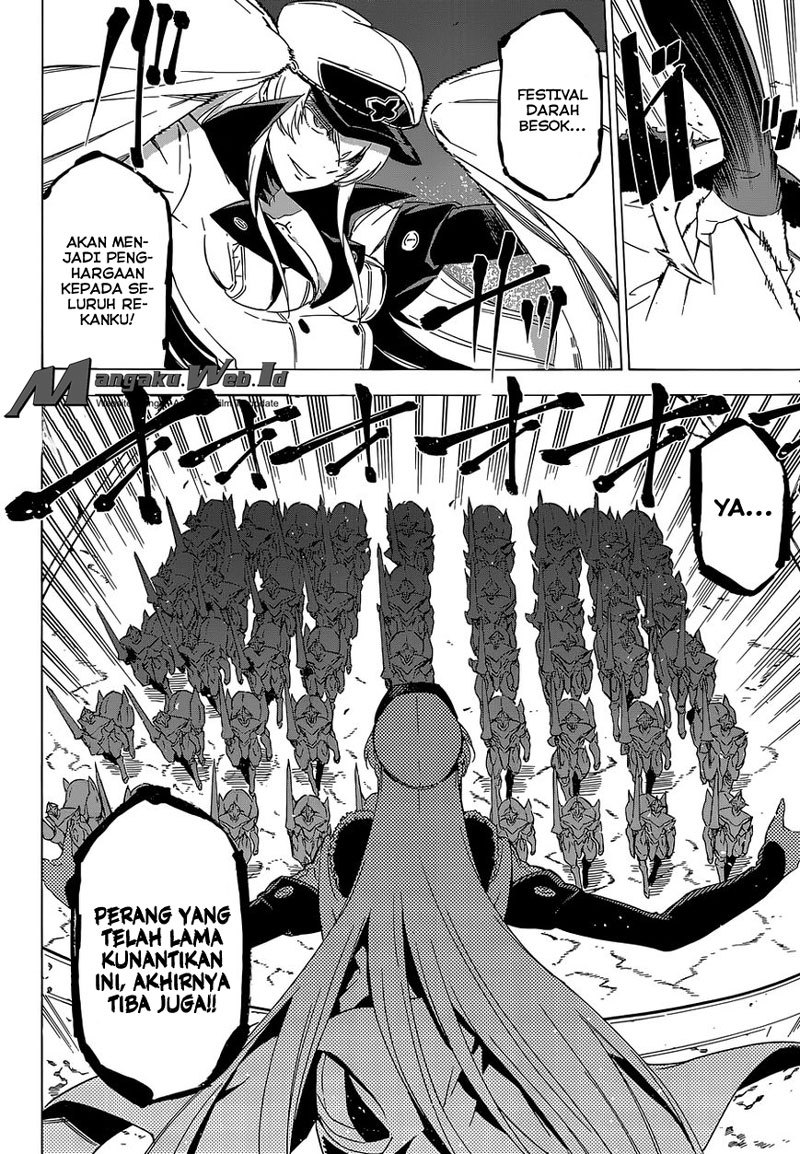 FESTIVAL
DARAH
BESOK...
AKAN MEN-
JADI PENG-
HARGAAN
KEPADA SE-
LURUH RE-
KANKU!
Mangaku.Web.Id
YA...
PERANG YANG
TELAH LAMA
KUNANTIKAN
INI, AKHIRNYA
TIBA JUGA!!